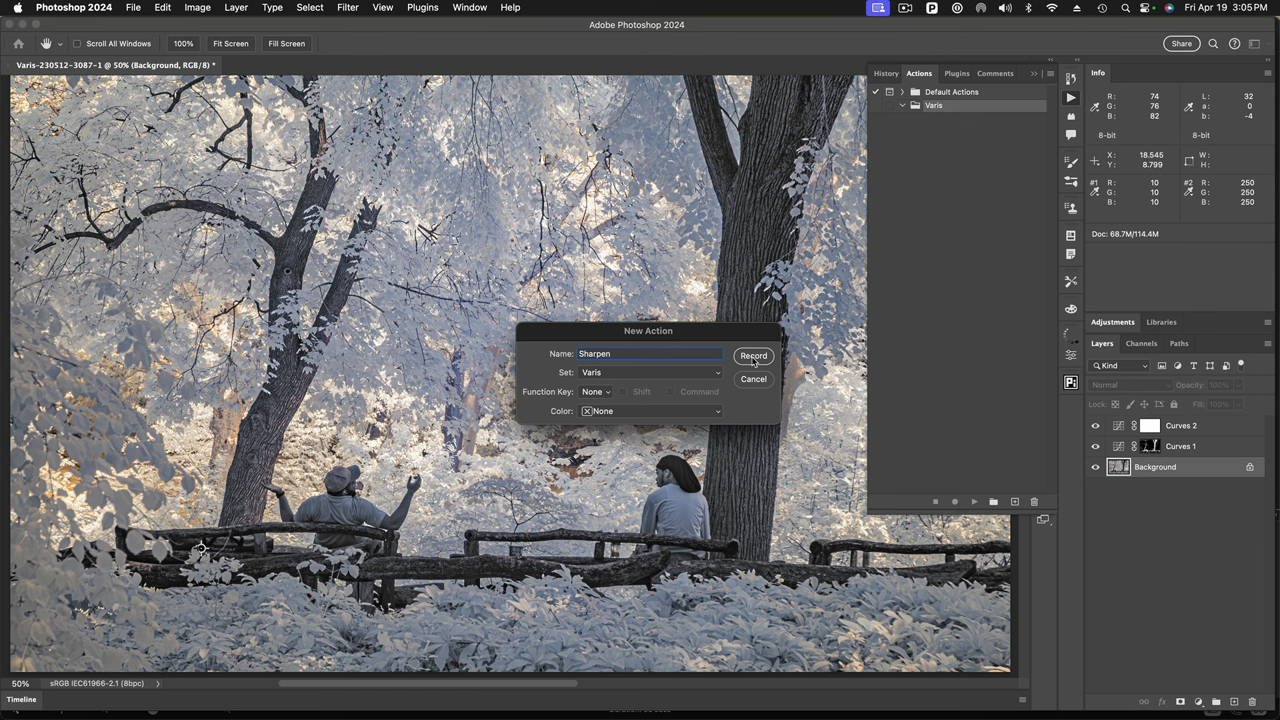 Photoshop 2024 File Edit Image Layer Type Select Filter View Plugins Window Help Fri Apr 19 3:05 PM
Adobe Photoshop 2024
Scroll All Windows 100% Fit Screen Fill Screen Share
Varis-230512-3087-1 @ 50% (Background, RGB/8) *
History Actions Plugins Comments
Default Actions
Varis
Info
R: 74
G: 76
B: 82
L: 32
a: 0
b: -4
8-bit 8-bit
X: 18.545
Y: 8.799
W:
H:
#1 R: 10
G: 10
B: 10
#2 R: 250
G: 250
B: 250
Doc: 68.7M/114.4M
New Action
Name: Sharpen Record
Set: Varis Cancel
Function Key: None Shift Command
Color: None
Adjustments Libraries
Layers Channels Paths
Kind
Normal Opacity: 100%
Lock: Fill: 100%
Curves 2
Curves 1
Background
50% sRGB IEC61966-2.1 (8bpc)
Timeline